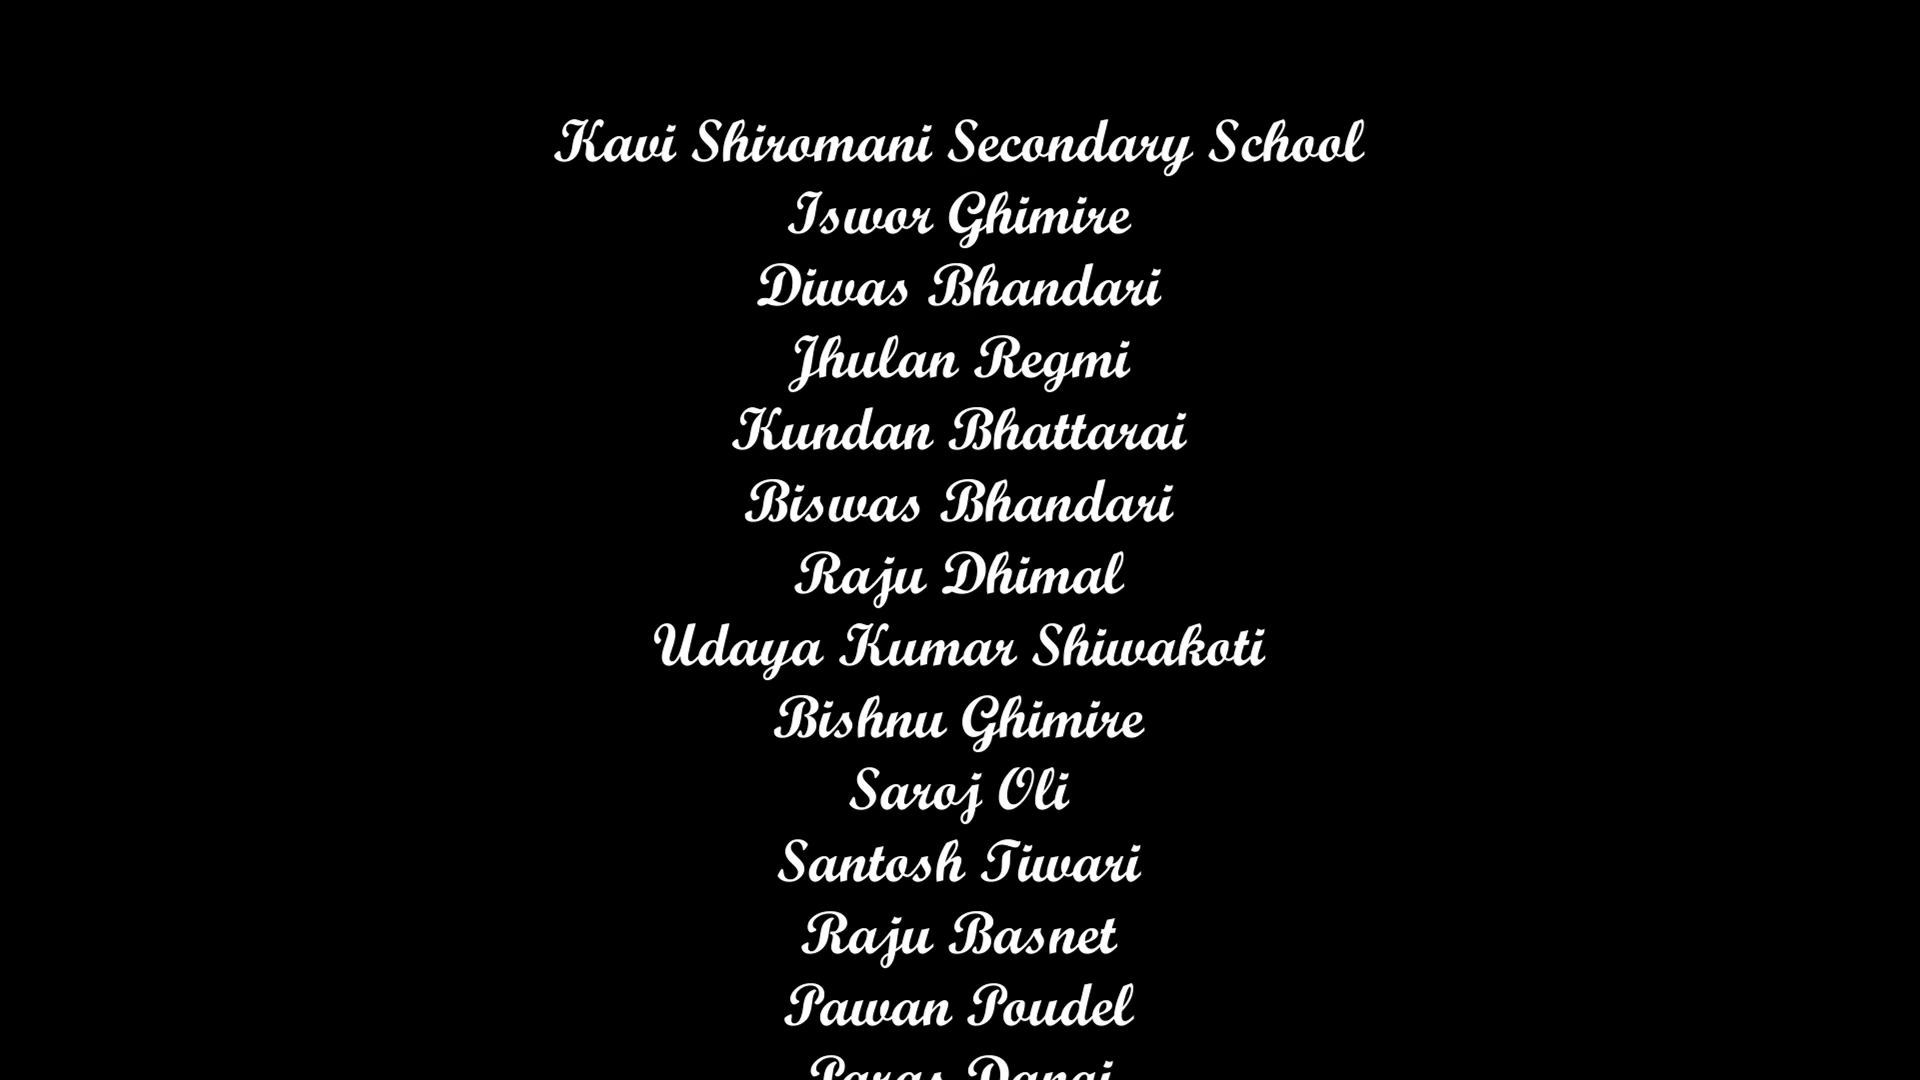 Kavi Shiromani Secondary School
Iswor Ghimire
Diwas Bhandari
Jhulan Regmi
Kundan Bhattarai
Biswas Bhandari
Raju Dhimal
Udaya Kumar Shiwakoti
Bishnu Ghimire
Saroj Oli
Santosh Tiwari
Raju Basnet
Pawan Poudel
Paras